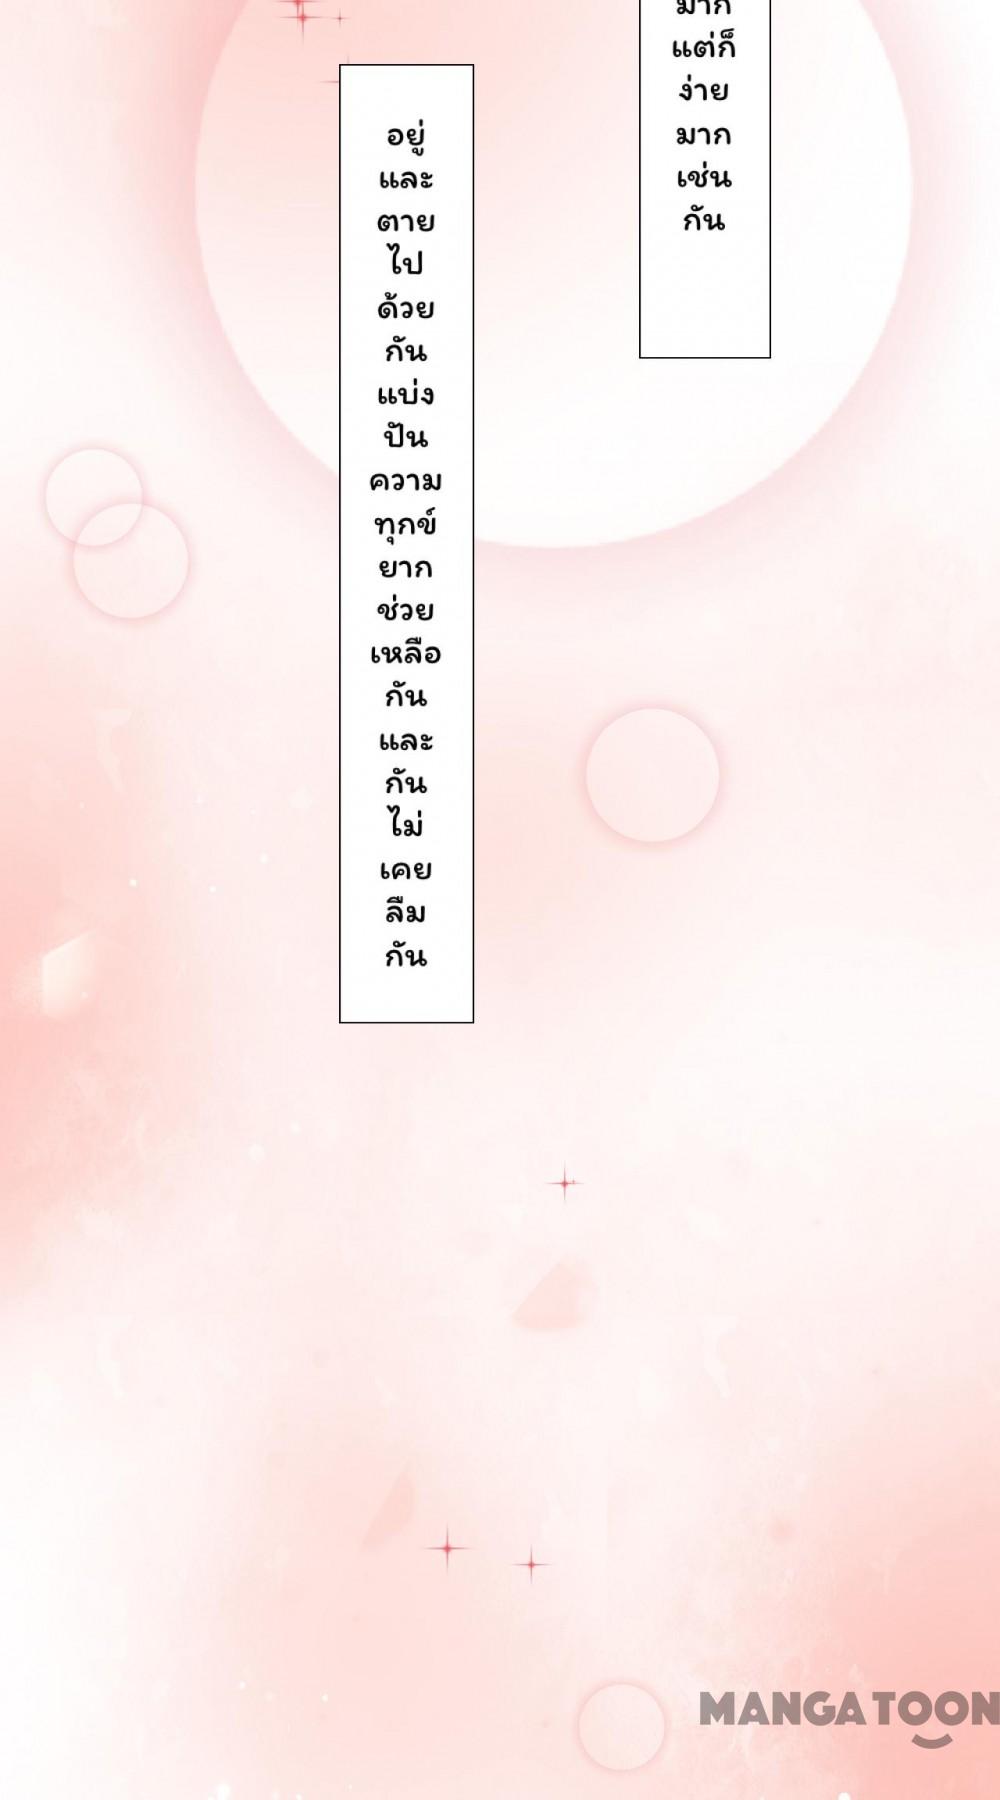 มาก
แต่ก็
ง่าย
มาก
เช่น
กัน
อยู่
และ
ตาย
ไป
ด้วย
กัน
แบ่ง
ปัน
ความ
ทุกข์
ยาก
ช่วย
เหลือ
กัน
และ
กัน
ไม่
เคย
ลืม
กัน
MANGATOON